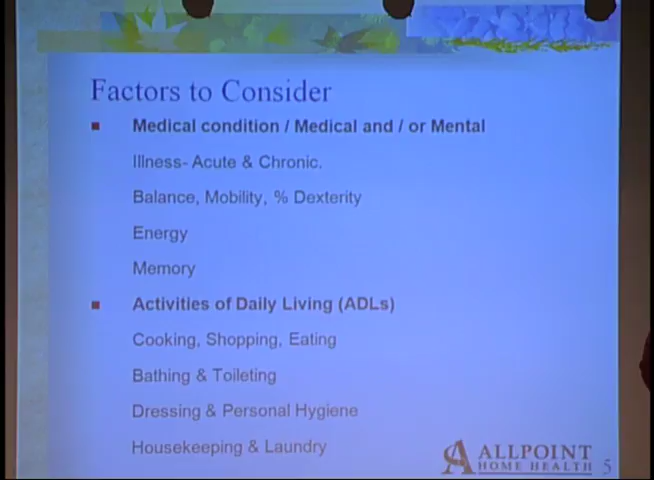 Factors to Consider
Medical condition / Medical and / or Mental
Illness- Acute & Chronic.
Balance, Mobility, % Dexterity
Energy
Memory
Activities of Daily Living (ADLs)
Cooking, Shopping, Eating
Bathing & Toileting
Dressing & Personal Hygiene
Housekeeping & Laundry
ALLPOINT
HOME HEALTH
5